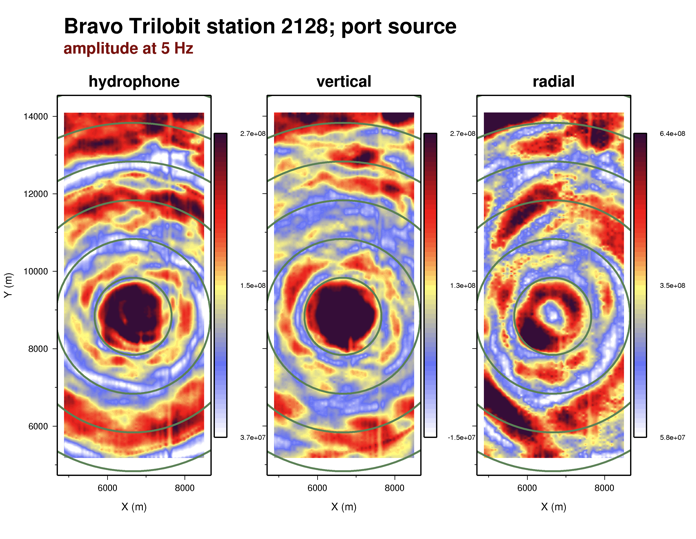 Bravo Trilobit station 2128; port source
amplitude at 5 Hz
hydrophone vertical radial
14000
12000
10000
8000
6000
Y (m)
2.7e+08
1.5e+08
3.7e+07
2.7e+08
1.3e+08
-1.5e+07
6.4e+08
3.5e+08
5.8e+07
6000 8000 6000 8000 6000 8000
X (m) X (m) X (m)